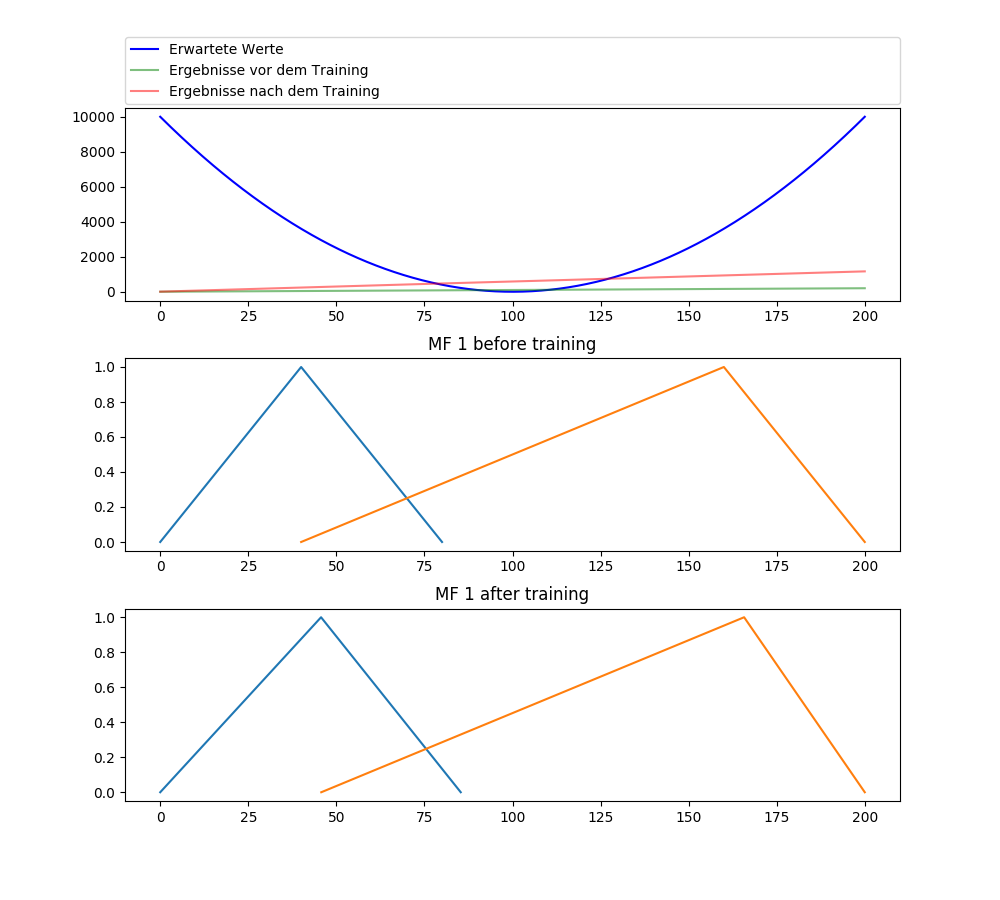 Erwartete Werte
Ergebnisse vor dem Training
Ergebnisse nach dem Training
10000
8000
6000
4000
2000
0
0 25 50 75 100 125 150 175 200
MF 1 before training
1.0
0.8
0.6
0.4
0.2
0.0
0 25 50 75 100 125 150 175 200
MF 1 after training
1.0
0.8
0.6
0.4
0.2
0.0
0 25 50 75 100 125 150 175 200